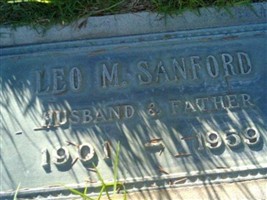 LEO M. SANFORD
HUSBAND & FATHER
1901 - 1959